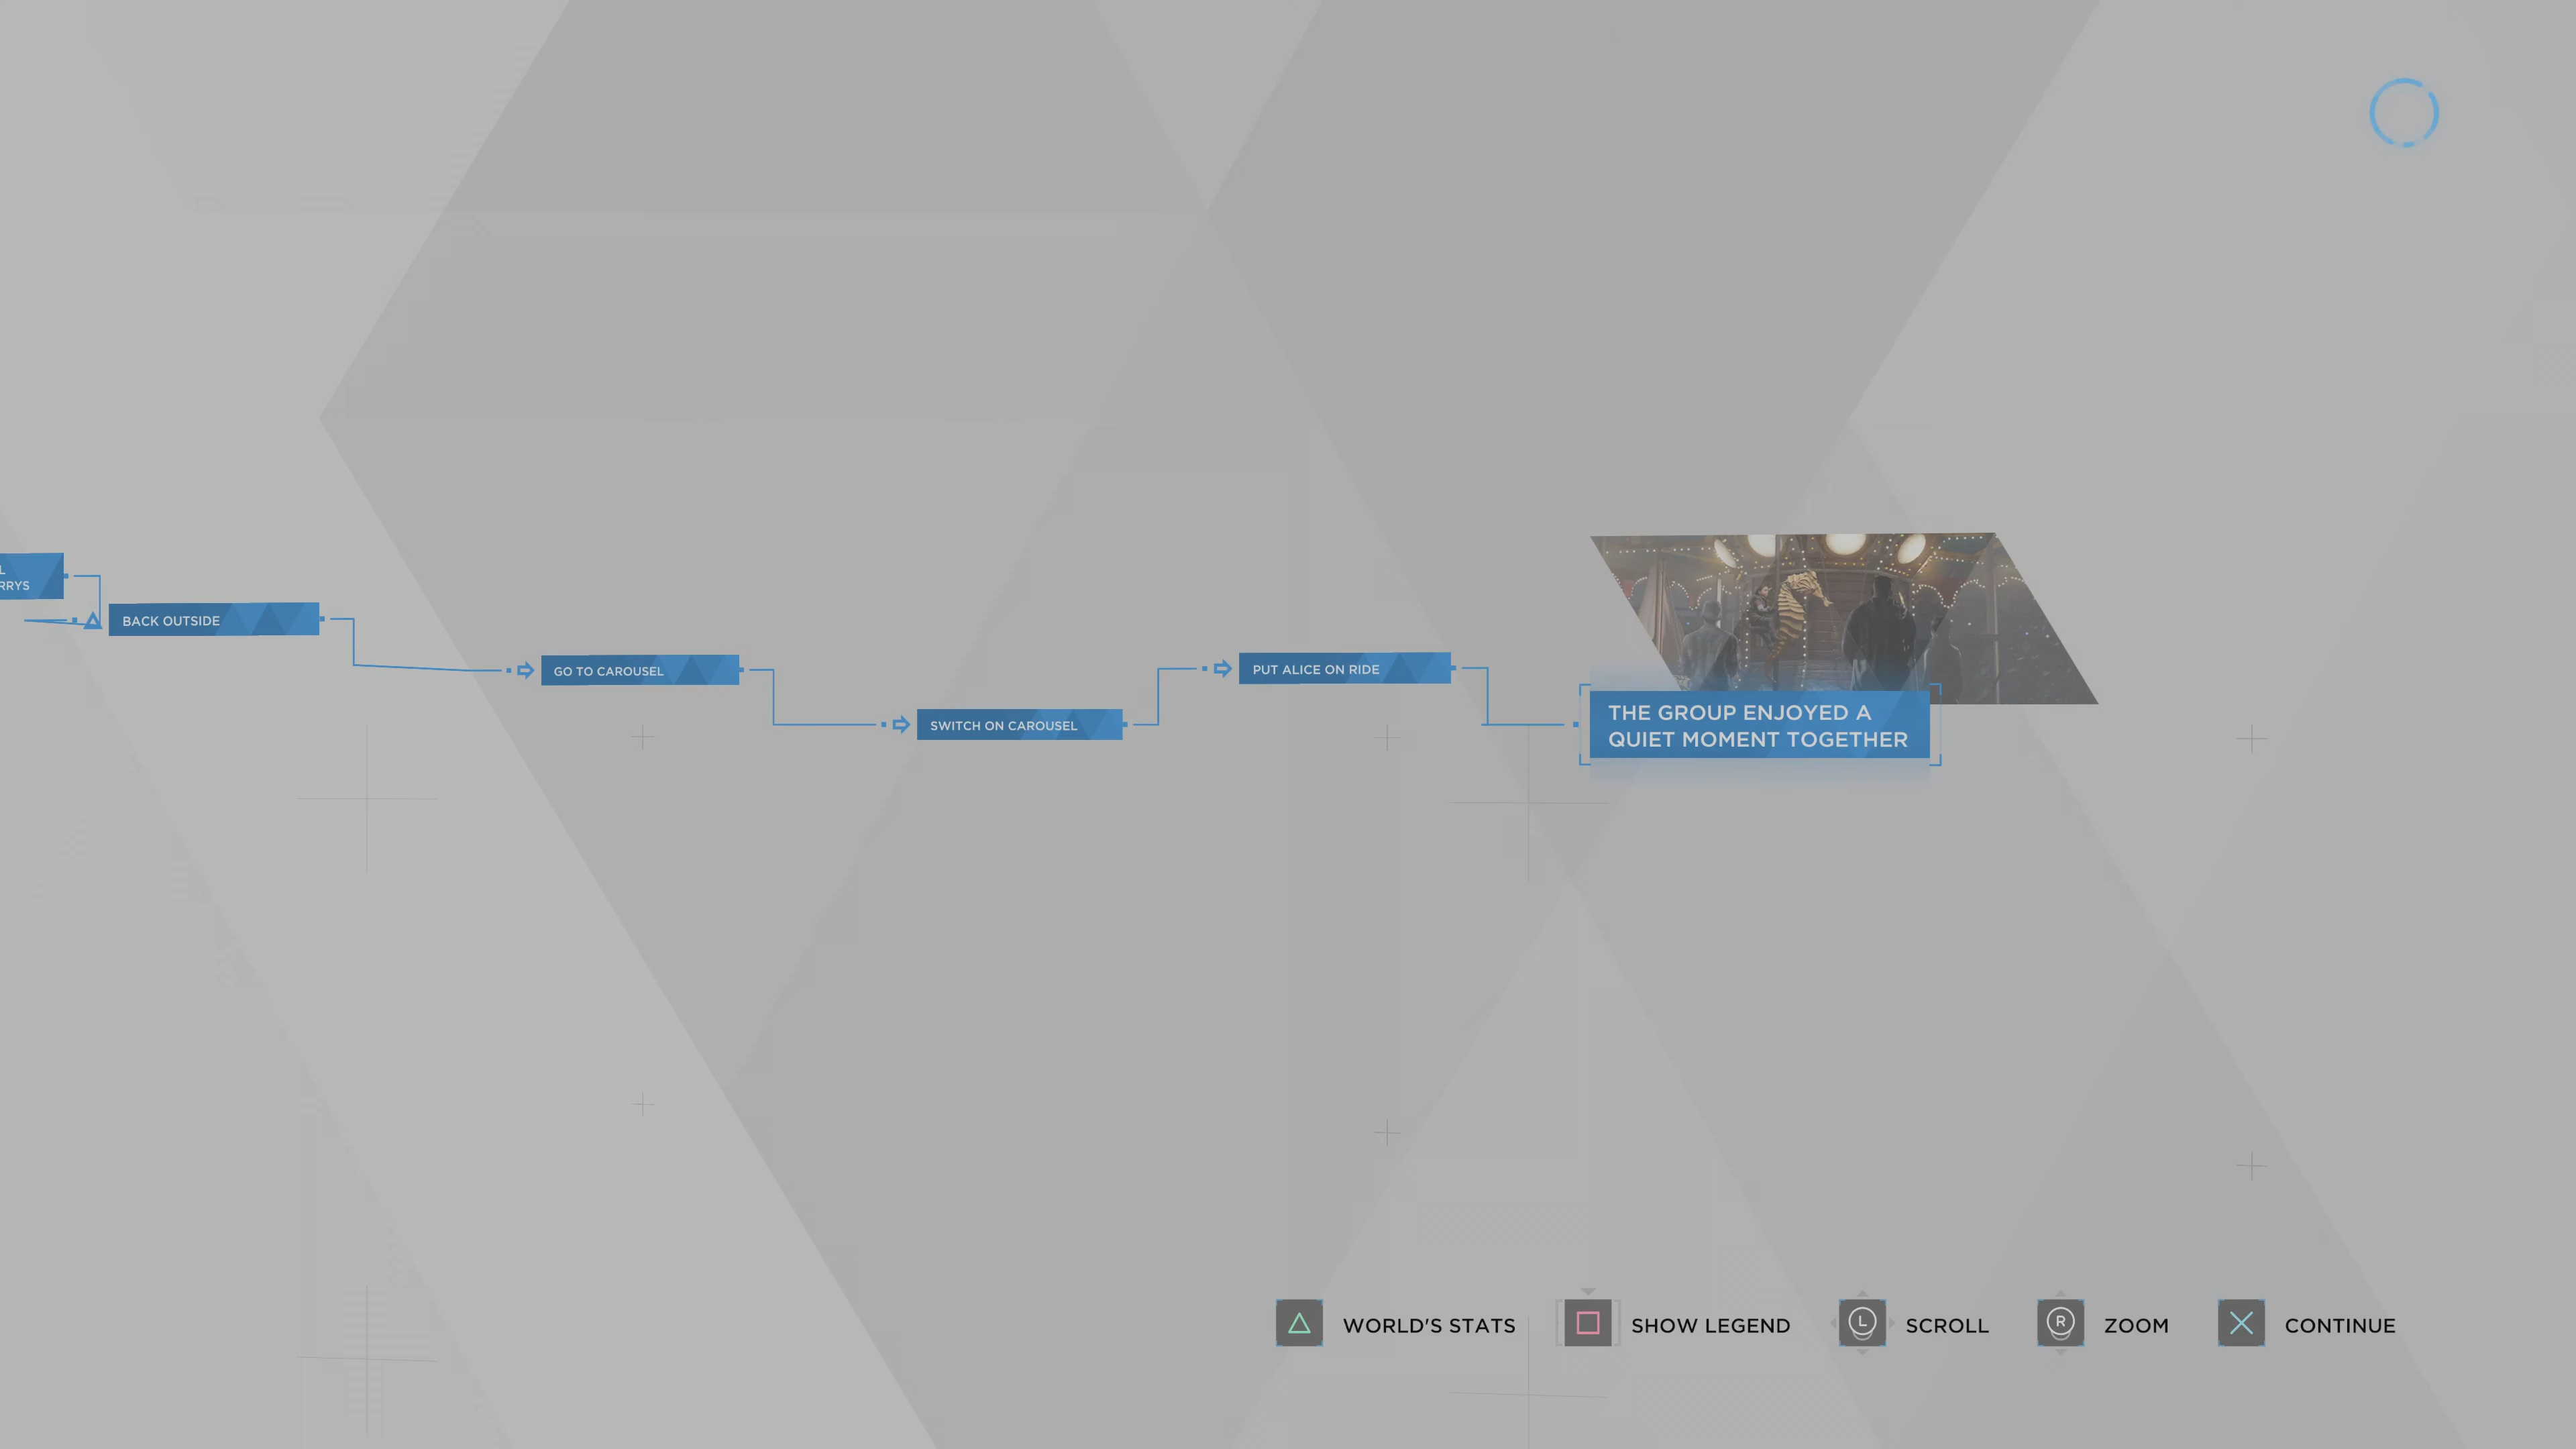 L
RRYS
BACK OUTSIDE
GO TO CAROUSEL
SWITCH ON CAROUSEL
PUT ALICE ON RIDE
THE GROUP ENJOYED A
QUIET MOMENT TOGETHER
WORLD'S STATS
SHOW LEGEND
L
SCROLL
R
ZOOM
CONTINUE